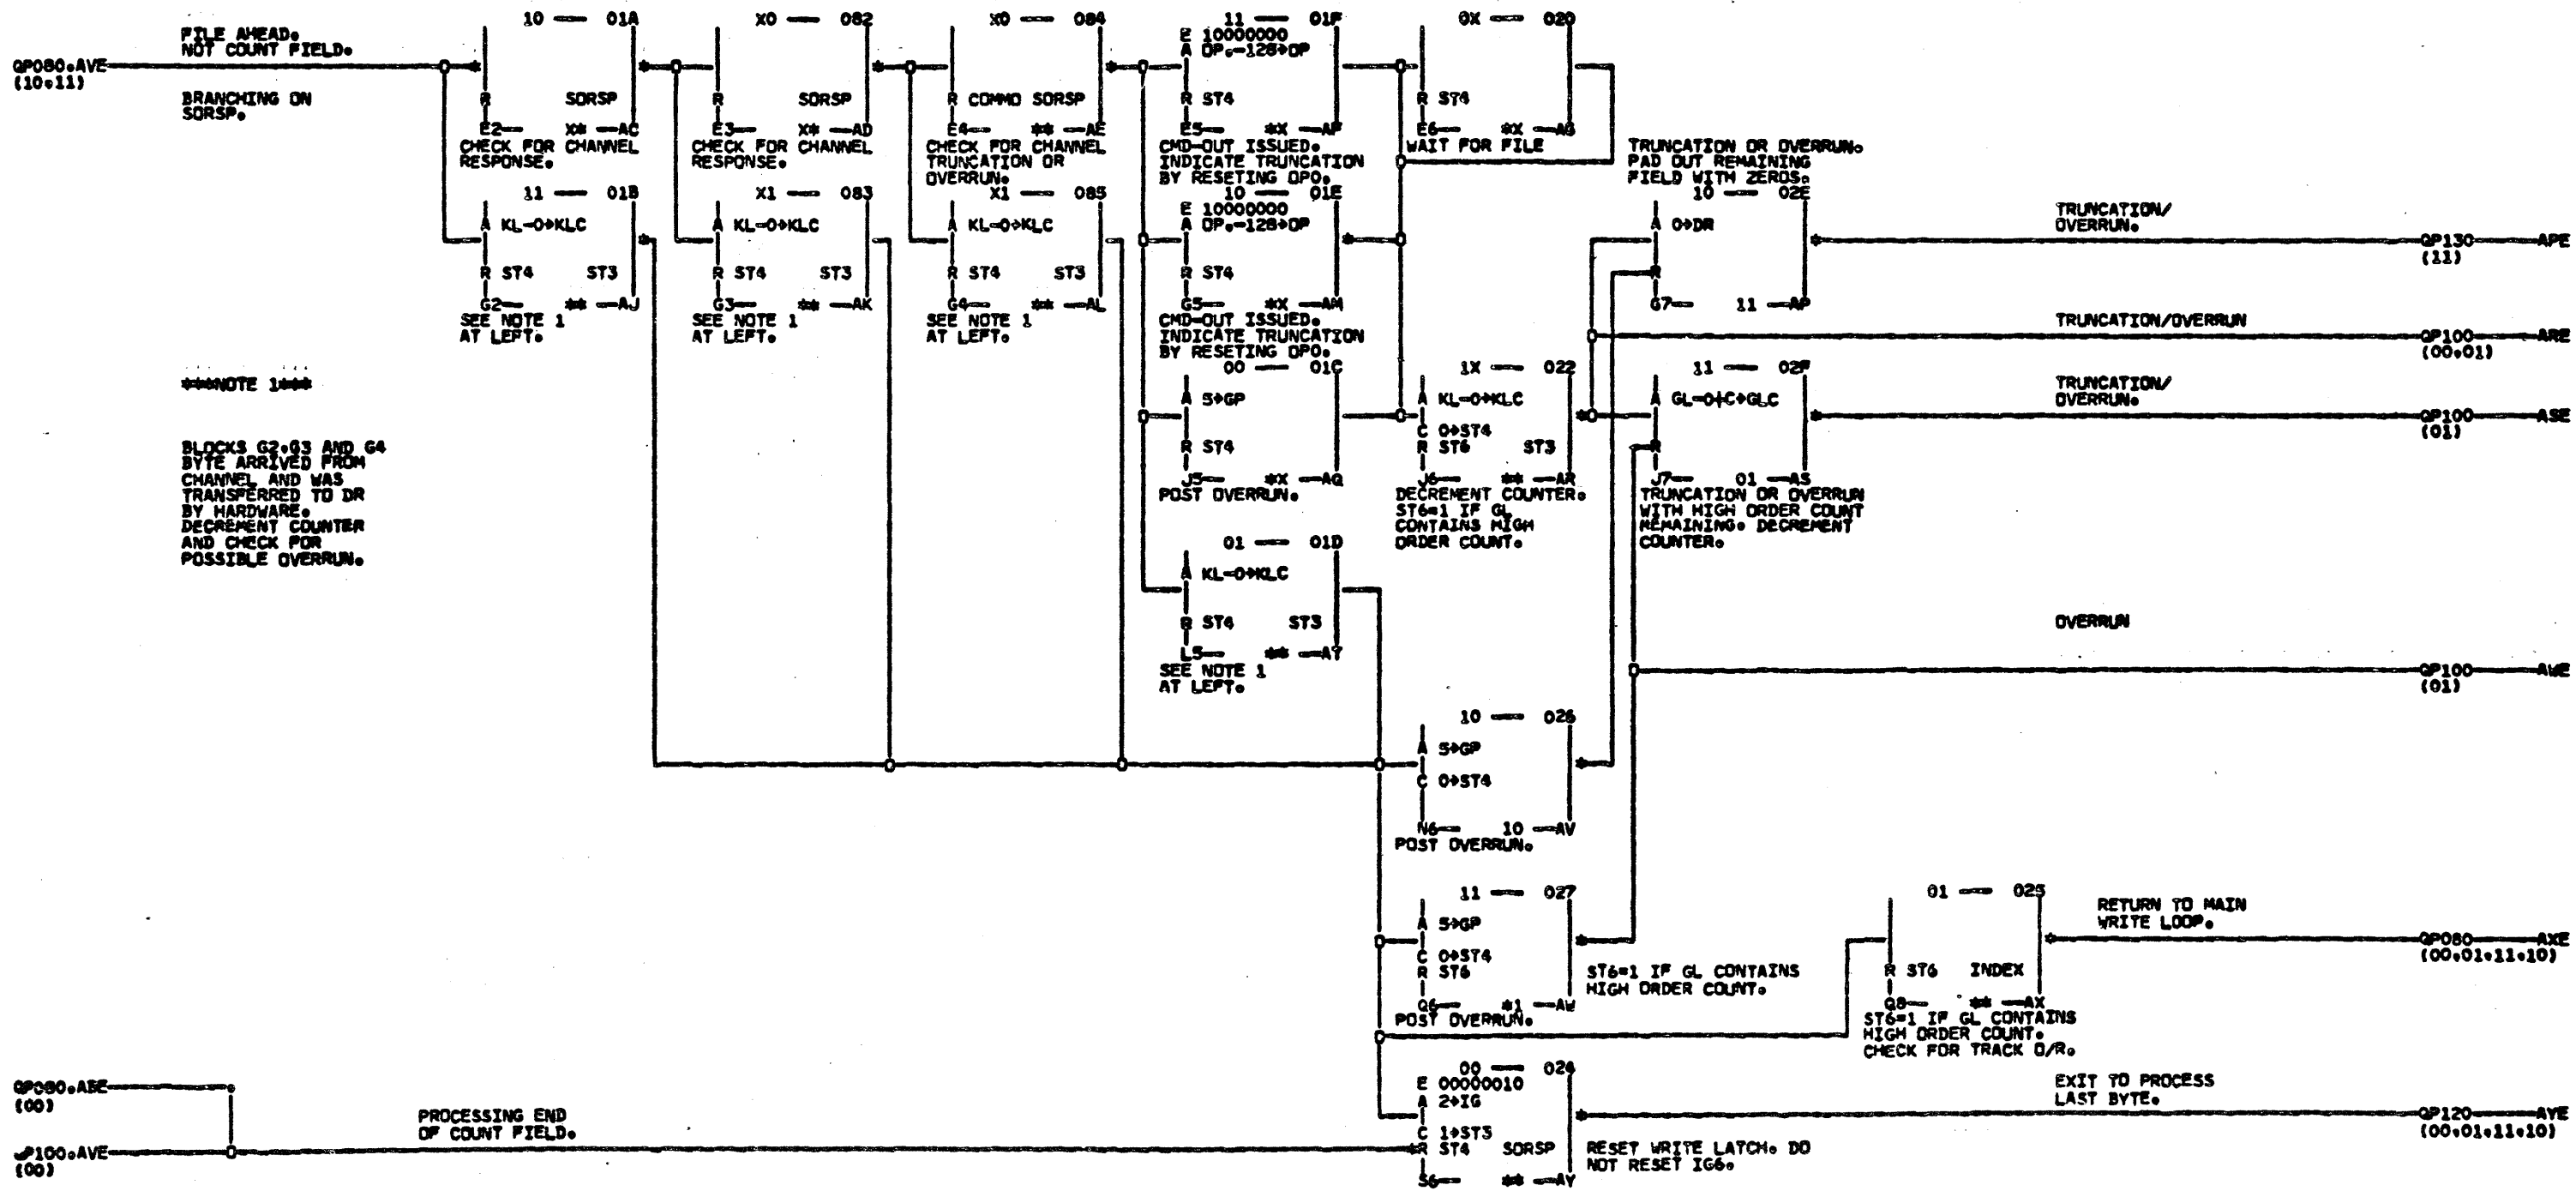 QP080.AVE
(10.11)
FILE AHEAD.
NOT COUNT FIELD.
BRANCHING ON
SORSP.
10 — 01A
R SORSP
E2— X* —AC
CHECK FOR CHANNEL
RESPONSE.
X0 — 082
R SORSP
E3— X* —AD
CHECK FOR CHANNEL
RESPONSE.
X0 — 084
R COMMO SORSP
E4— ** —AE
CHECK FOR CHANNEL
TRUNCATION OR
OVERRUN.
11 — 01F
E 10000000
A OP.-128→OP
R ST4
E5— *X —AF
CMD-OUT ISSUED.
INDICATE TRUNCATION
BY RESETING OPO.
0X — 020
R ST4
E6— *X —AG
WAIT FOR FILE
11 — 01B
A KL-0→KLC
R ST4 ST3
G2— ** —AJ
SEE NOTE 1
AT LEFT.
X1 — 083
A KL-0→KLC
R ST4 ST3
G3— ** —AK
SEE NOTE 1
AT LEFT.
X1 — 085
A KL-0→KLC
R ST4 ST3
G4— ** —AL
SEE NOTE 1
AT LEFT.
10 — 01E
E 10000000
A OP.-128→OP
R ST4
G5— *X —AM
CMD-OUT ISSUED.
INDICATE TRUNCATION
BY RESETING OPO.
TRUNCATION OR OVERRUN.
PAD OUT REMAINING
FIELD WITH ZEROS.
10 — 02E
A 0→DR
R
G7— 11 —AP
TRUNCATION/
OVERRUN.
QP130—APE
(11)
TRUNCATION/OVERRUN
QP100—ARE
(00.01)
***NOTE 1***
BLOCKS G2.G3 AND G4
BYTE ARRIVED FROM
CHANNEL AND WAS
TRANSFERRED TO DR
BY HARDWARE.
DECREMENT COUNTER
AND CHECK FOR
POSSIBLE OVERRUN.
00 — 01C
A 5→GP
R ST4
J5— *X —AQ
POST OVERRUN.
1X — 022
A KL-0→KLC
C 0→ST4
R ST6 ST3
J6— ** —AR
DECREMENT COUNTER.
ST6=1 IF GL
CONTAINS HIGH
ORDER COUNT.
11 — 02F
A GL-0+C→GLC
R
J7— 01 —AS
TRUNCATION OR OVERRUN
WITH HIGH ORDER COUNT
REMAINING. DECREMENT
COUNTER.
TRUNCATION/
OVERRUN.
QP100—ASE
(01)
01 — 01D
A KL-0→KLC
R ST4 ST3
L5— ** —AT
SEE NOTE 1
AT LEFT.
OVERRUN
QP100—AWE
(01)
10 — 026
A 5→GP
C 0→ST4
N6— 10 —AV
POST OVERRUN.
11 — 027
A 5→GP
C 0→ST4
R ST6
Q6— *1 —AW
POST OVERRUN.
ST6=1 IF GL CONTAINS
HIGH ORDER COUNT.
01 — 025
R ST6 INDEX
Q8— ** —AX
ST6=1 IF GL CONTAINS
HIGH ORDER COUNT.
CHECK FOR TRACK O/R.
RETURN TO MAIN
WRITE LOOP.
QP080—AXE
(00.01.11.10)
QP080.ABE
(00)
QP100.AVE
(00)
PROCESSING END
OF COUNT FIELD.
00 — 024
E 00000010
A 2→IG
C 1→ST3
R ST4 SORSP
S6— ** —AY
RESET WRITE LATCH. DO
NOT RESET IG6.
EXIT TO PROCESS
LAST BYTE.
QP120—AYE
(00.01.11.10)